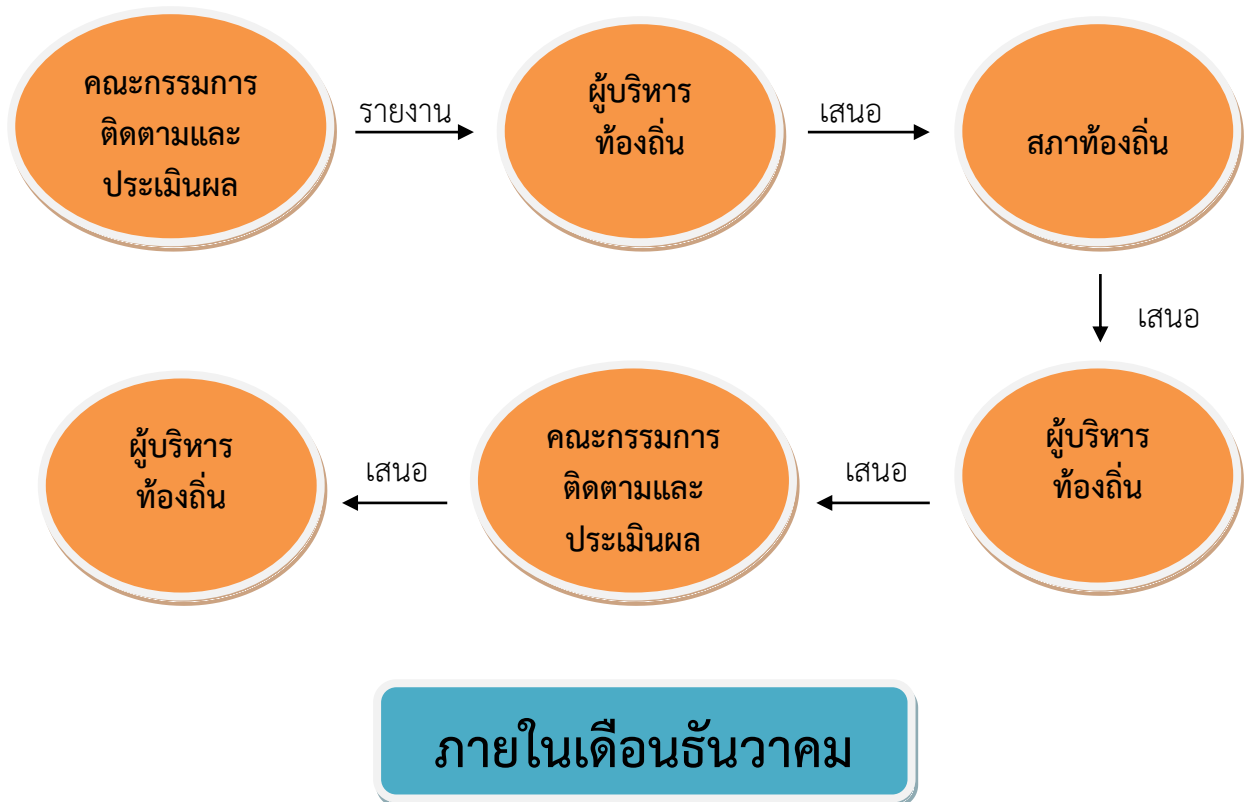 คณะกรรมการ
ติดตามและ
ประเมินผล
รายงาน
ผู้บริหาร
ท้องถิ่น
เสนอ
สภาท้องถิ่น
เสนอ
ผู้บริหาร
ท้องถิ่น
เสนอ
คณะกรรมการ
ติดตามและ
ประเมินผล
เสนอ
ผู้บริหาร
ท้องถิ่น
ภายในเดือนธันวาคม